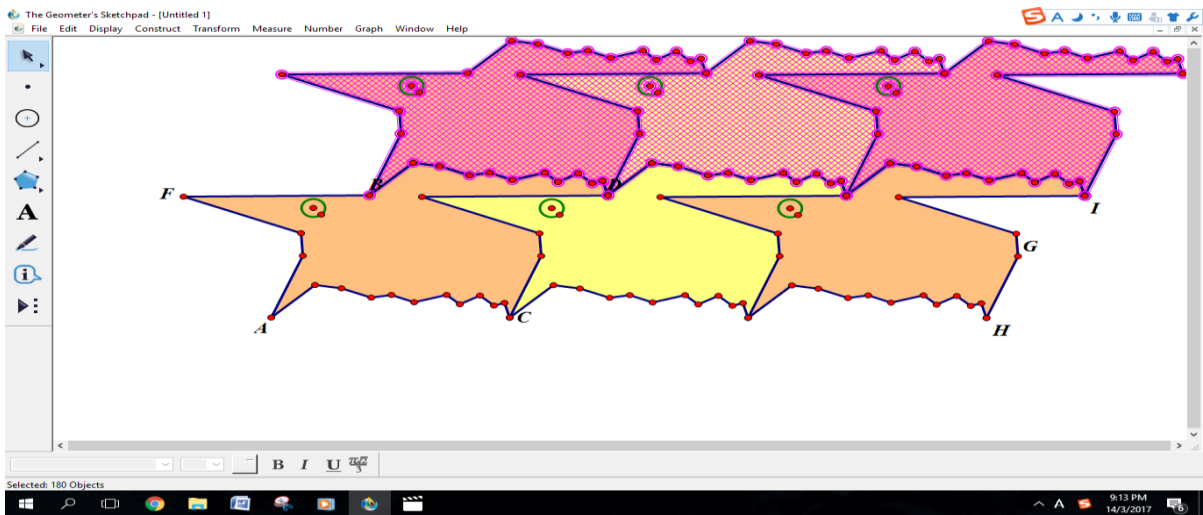 The Geometer's Sketchpad - [Untitled 1]
File Edit Display Construct Transform Measure Number Graph Window Help
A
F B D
I
G
A C H
B I U
Selected: 180 Objects
9:13 PM
14/3/2017